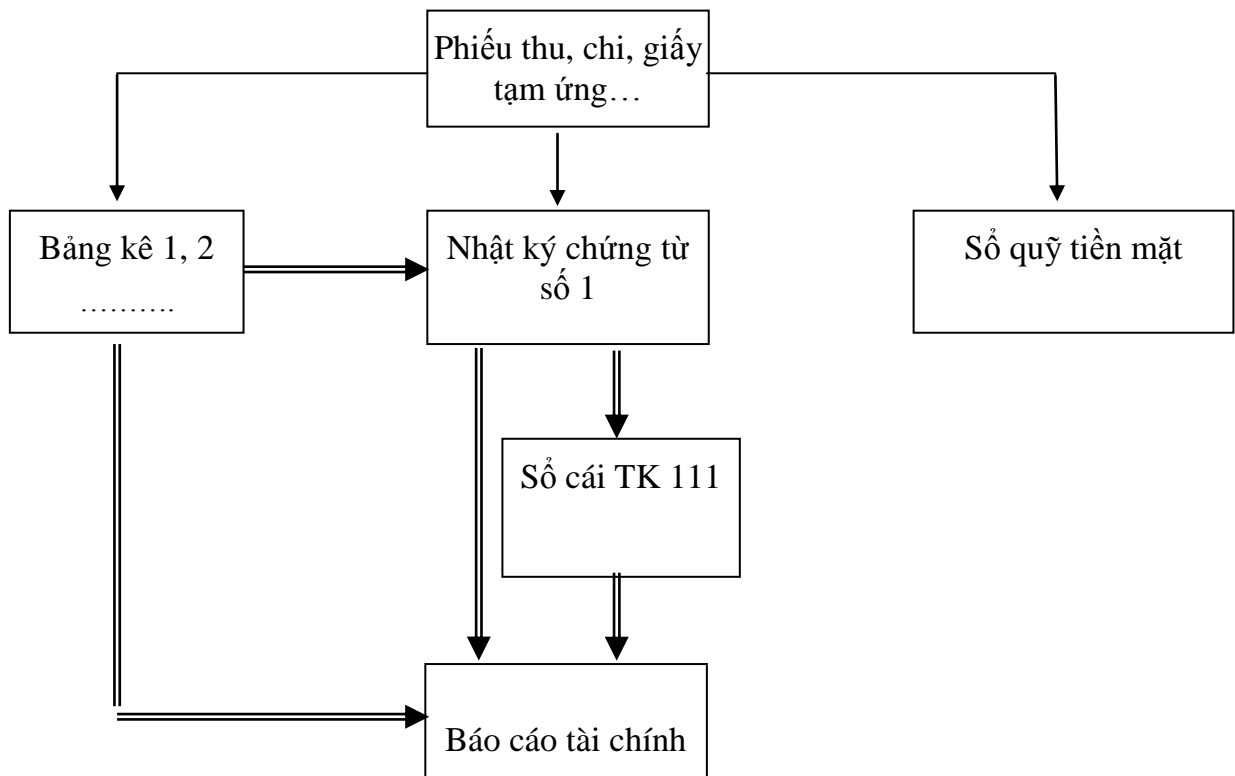 Phiếu thu, chi, giấy
tạm ứng…
Bảng kê 1, 2
……….
Nhật ký chứng từ
số 1
Sổ quỹ tiền mặt
Sổ cái TK 111
Báo cáo tài chính